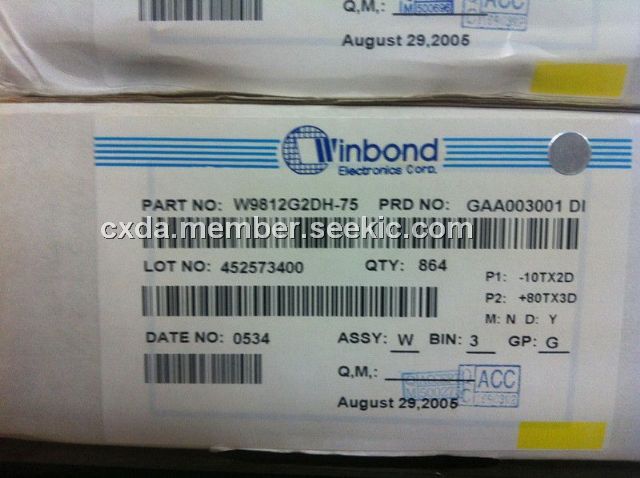 Q,M,:
ACC
August 29,2005
Winbond
Electronics Corp.
PART NO: W9812G2DH-75 PRD NO: GAA003001 DI
cxda.member.seekic.com
LOT NO: 452573400 QTY: 864
P1: -10TX2D
P2: +80TX3D
M: N D: Y
DATE NO: 0534 ASSY: W BIN: 3 GP: G
Q,M,:
ACC
August 29,2005